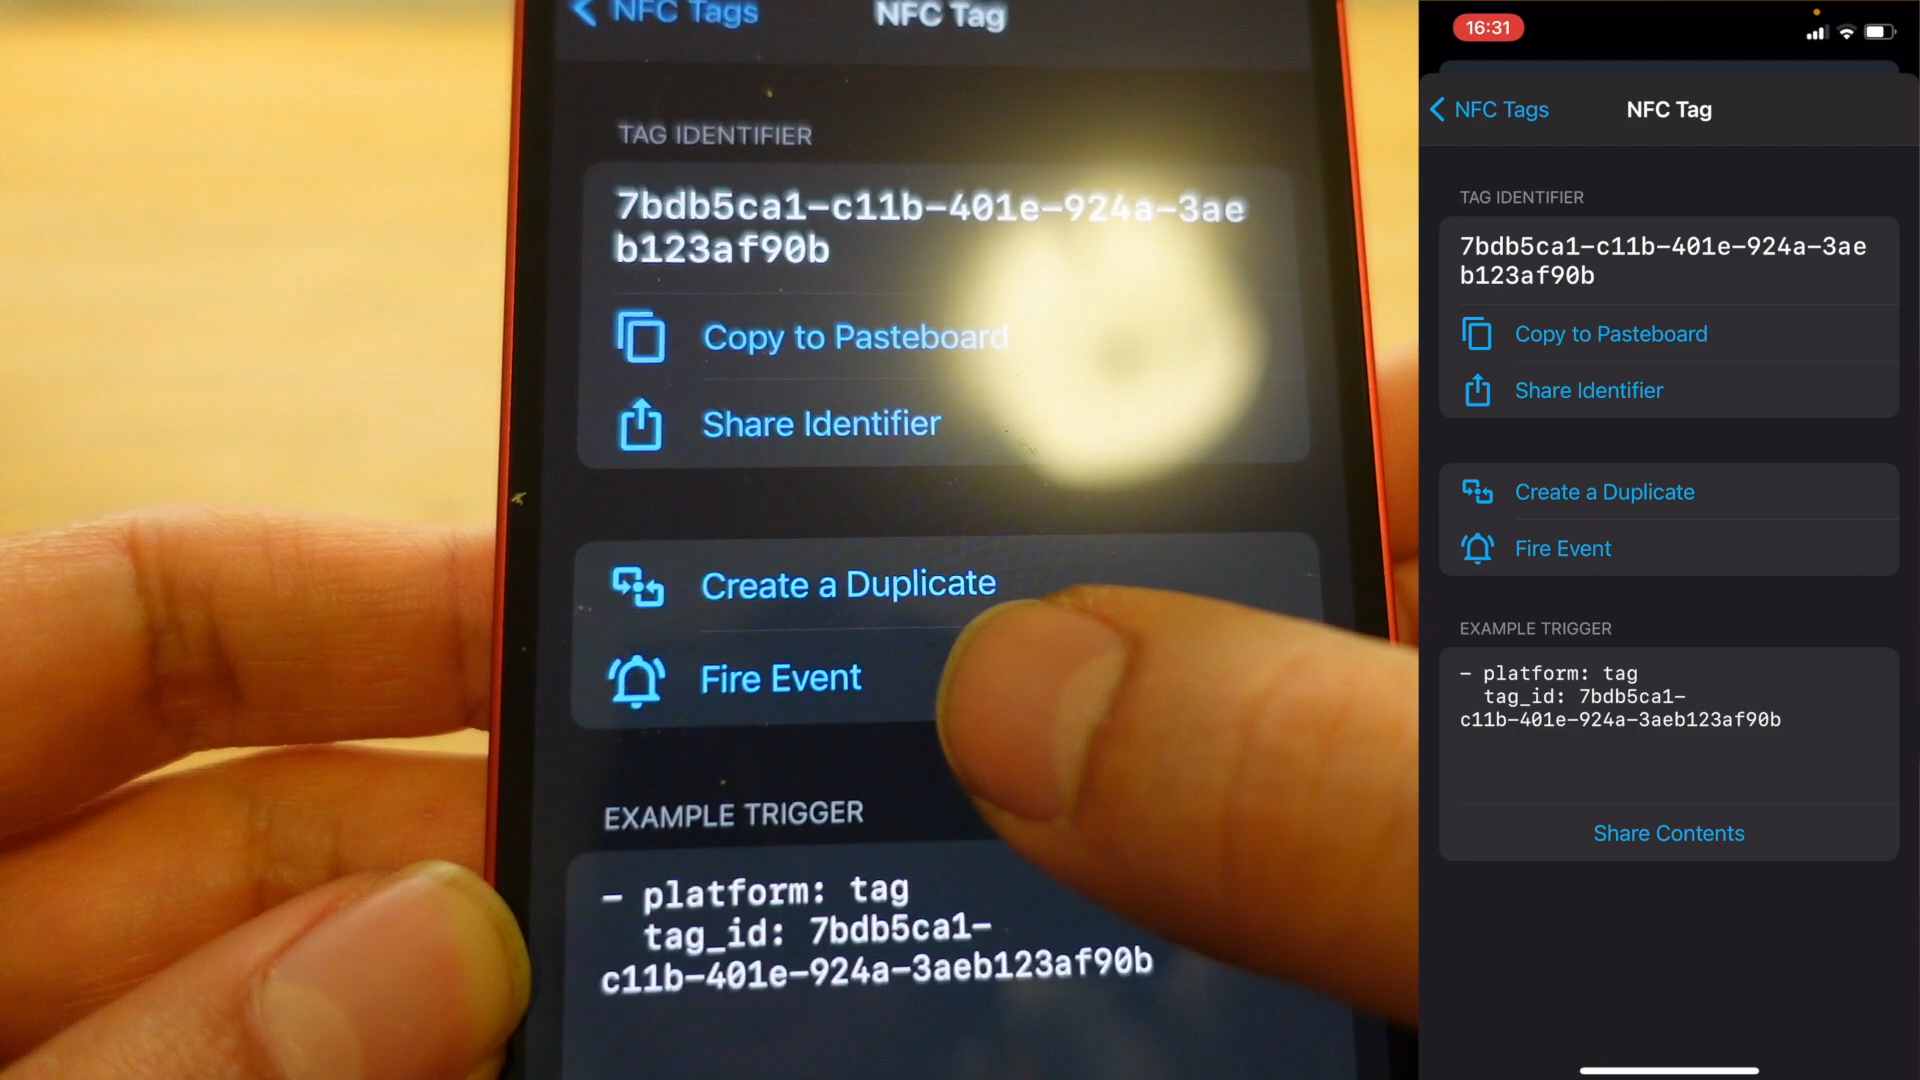 NFC Tags
NFC Tag
TAG IDENTIFIER
7bdb5ca1-c11b-401e-924a-3ae
b123af90b
Copy to Pasteboard
Share Identifier
Create a Duplicate
Fire Event
EXAMPLE TRIGGER
- platform: tag
tag_id: 7bdb5ca1-
c11b-401e-924a-3aeb123af90b
16:31
NFC Tags
NFC Tag
TAG IDENTIFIER
7bdb5ca1-c11b-401e-924a-3ae
b123af90b
Copy to Pasteboard
Share Identifier
Create a Duplicate
Fire Event
EXAMPLE TRIGGER
- platform: tag
tag_id: 7bdb5ca1-
c11b-401e-924a-3aeb123af90b
Share Contents